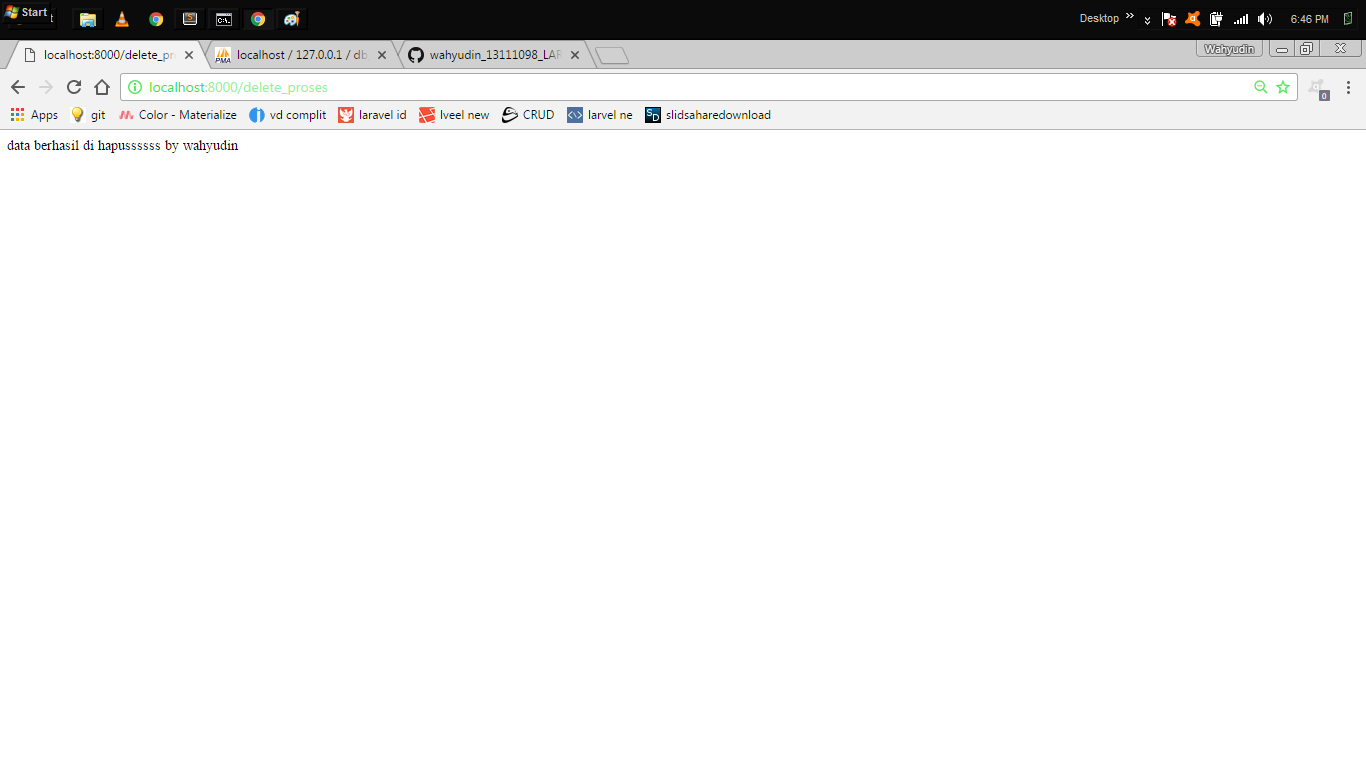 Start
Desktop »
6:46 PM
localhost:8000/delete_pr
localhost / 127.0.0.1 / db
wahyudin_13111098_LAR
Wahyudin
localhost:8000/delete_proses
0
Apps
git
Color - Materialize
vd complit
laravel id
lveel new
CRUD
larvel ne
slidsaharedownload
data berhasil di hapussssss by wahyudin